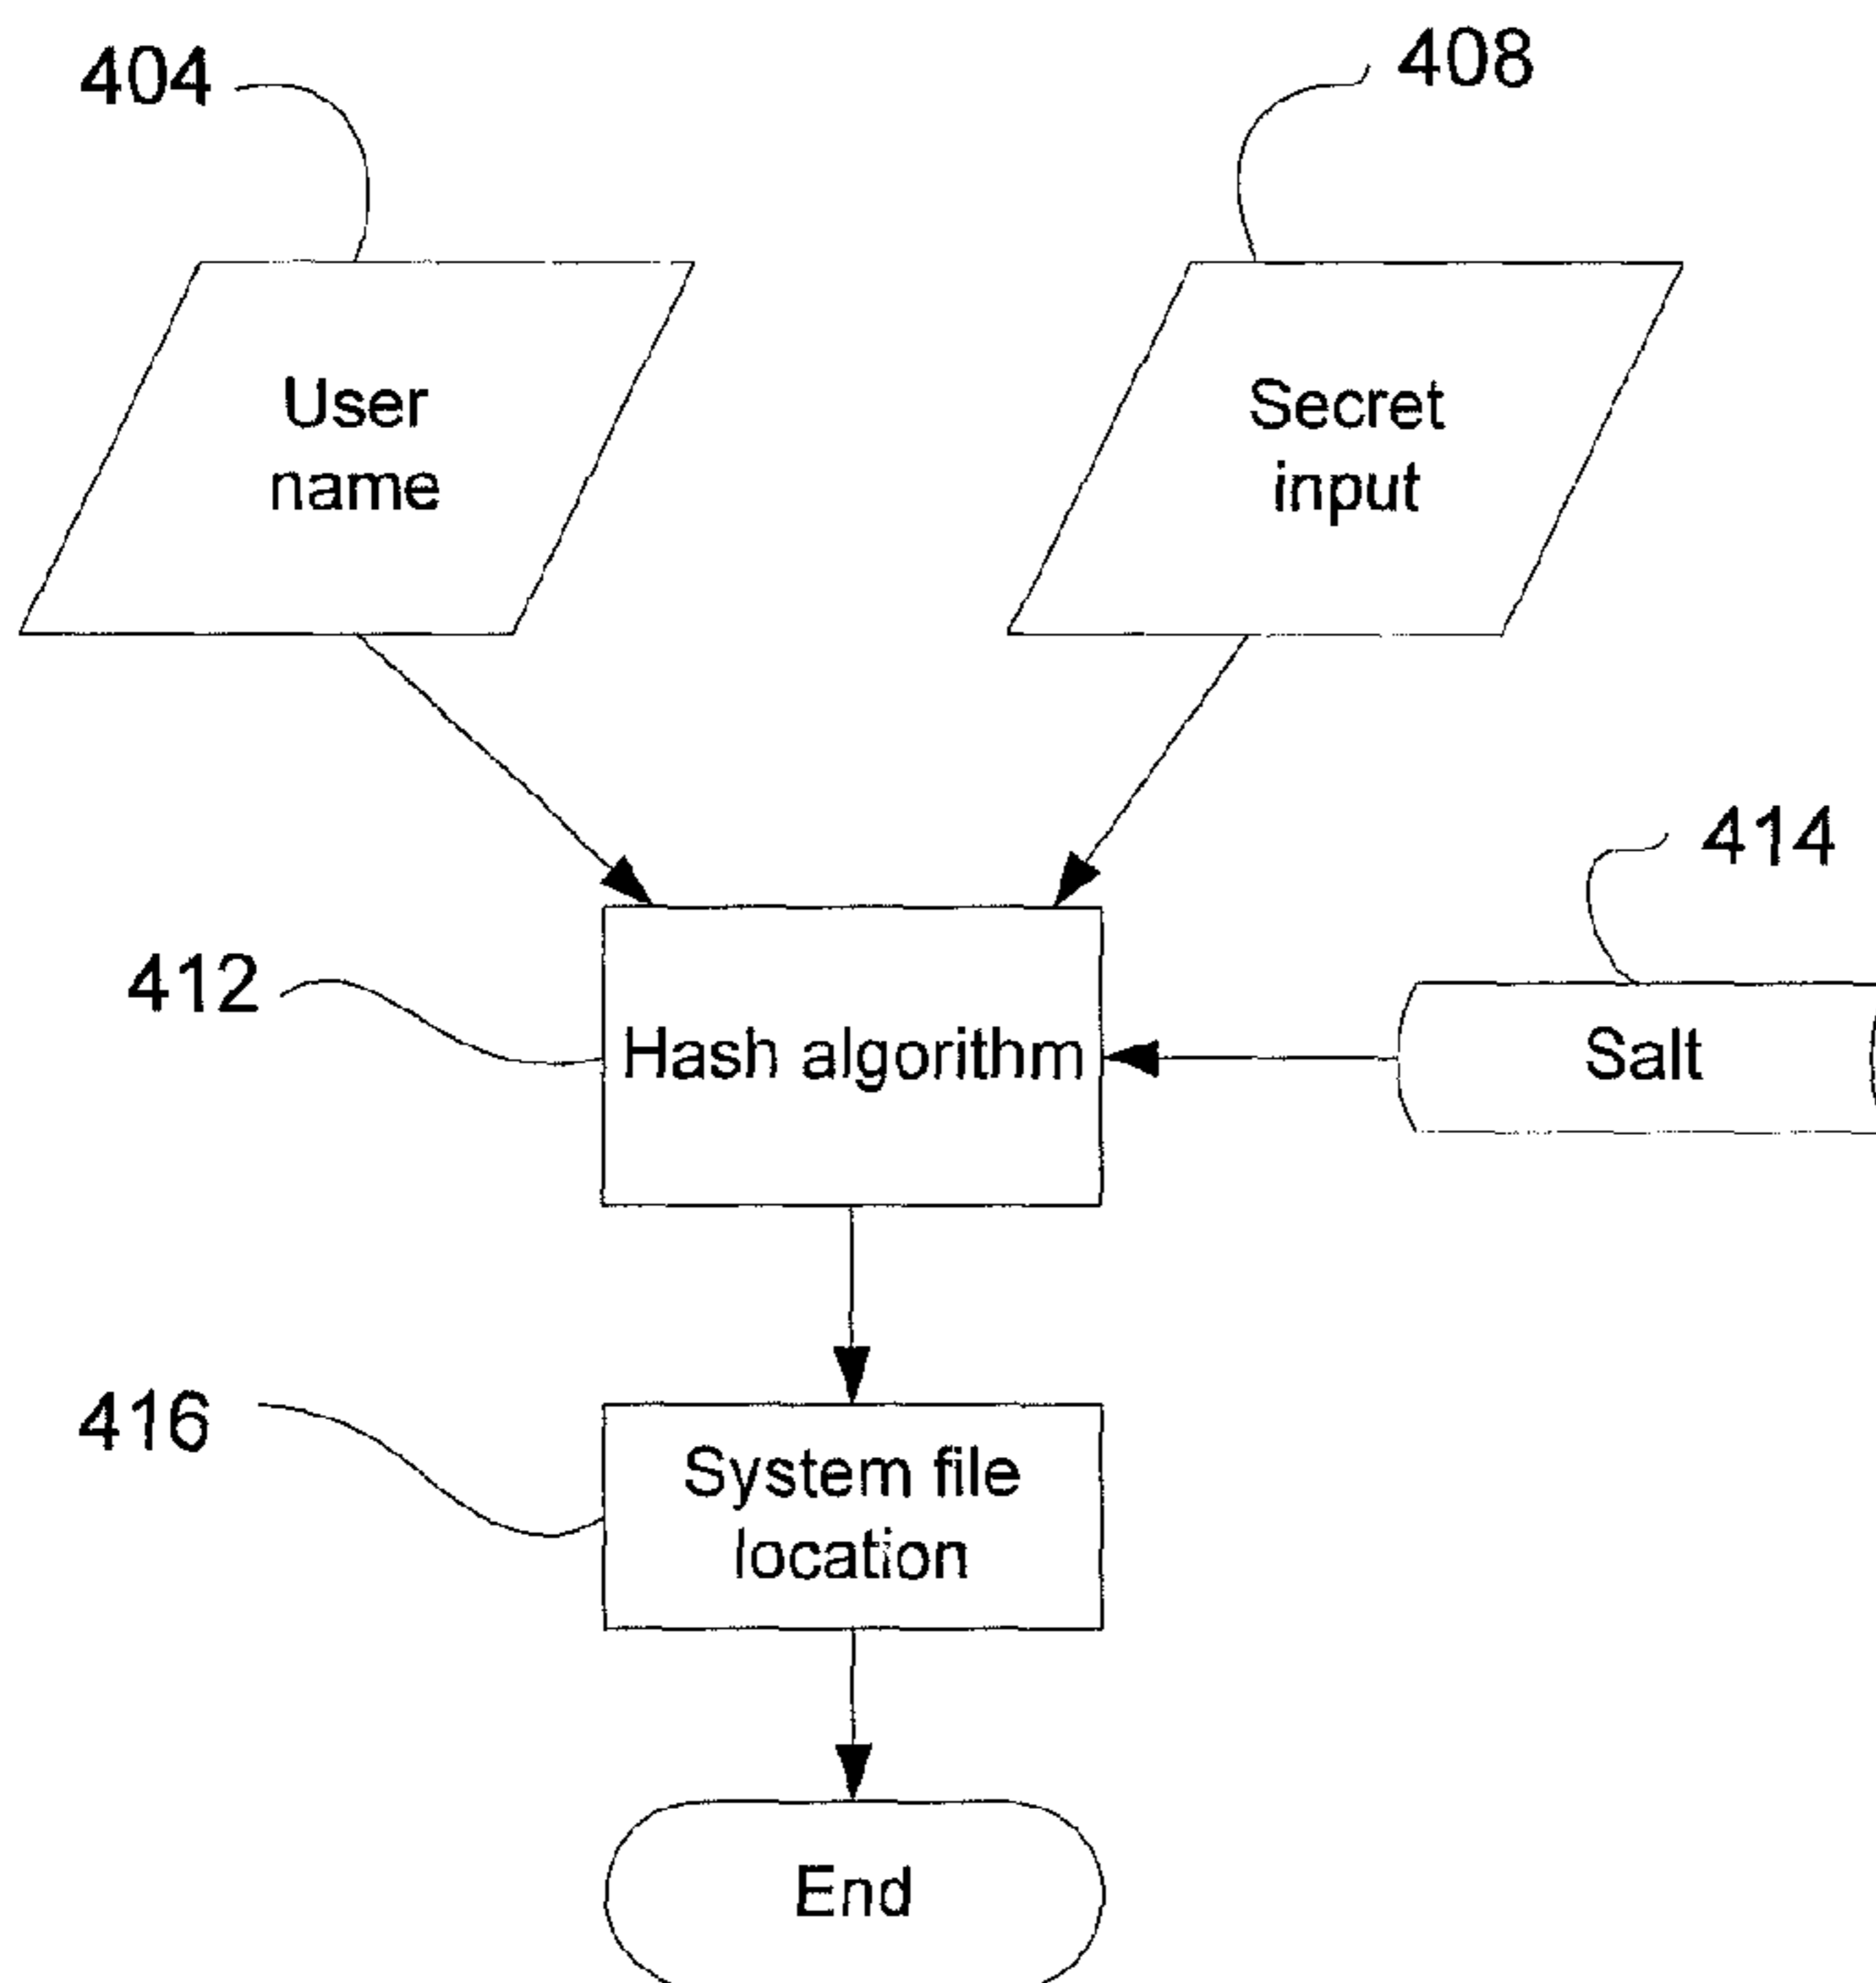 404
408
User
name
Secret
input
414
412
Hash algorithm
Salt
416
System file
location
End